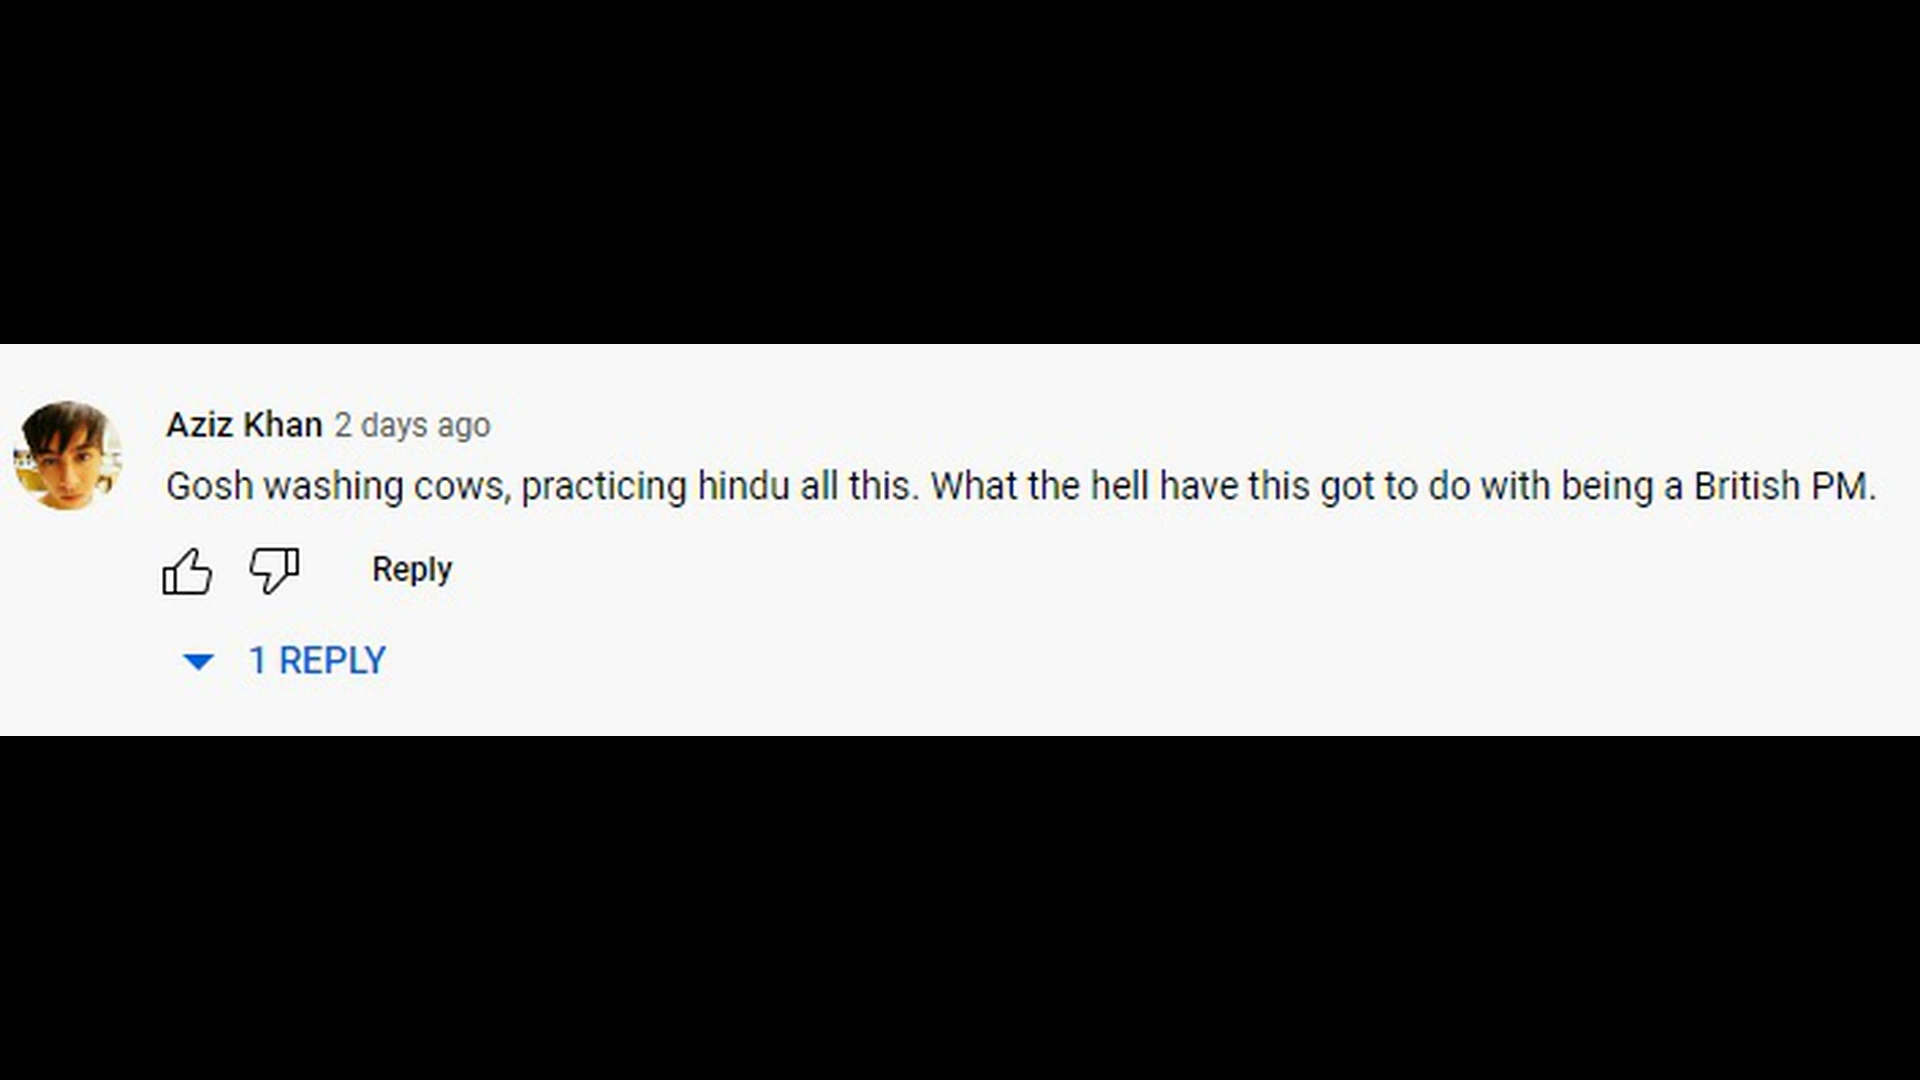 Aziz Khan 2 days ago
Gosh washing cows, practicing hindu all this. What the hell have this got to do with being a British PM.
Reply
1 REPLY